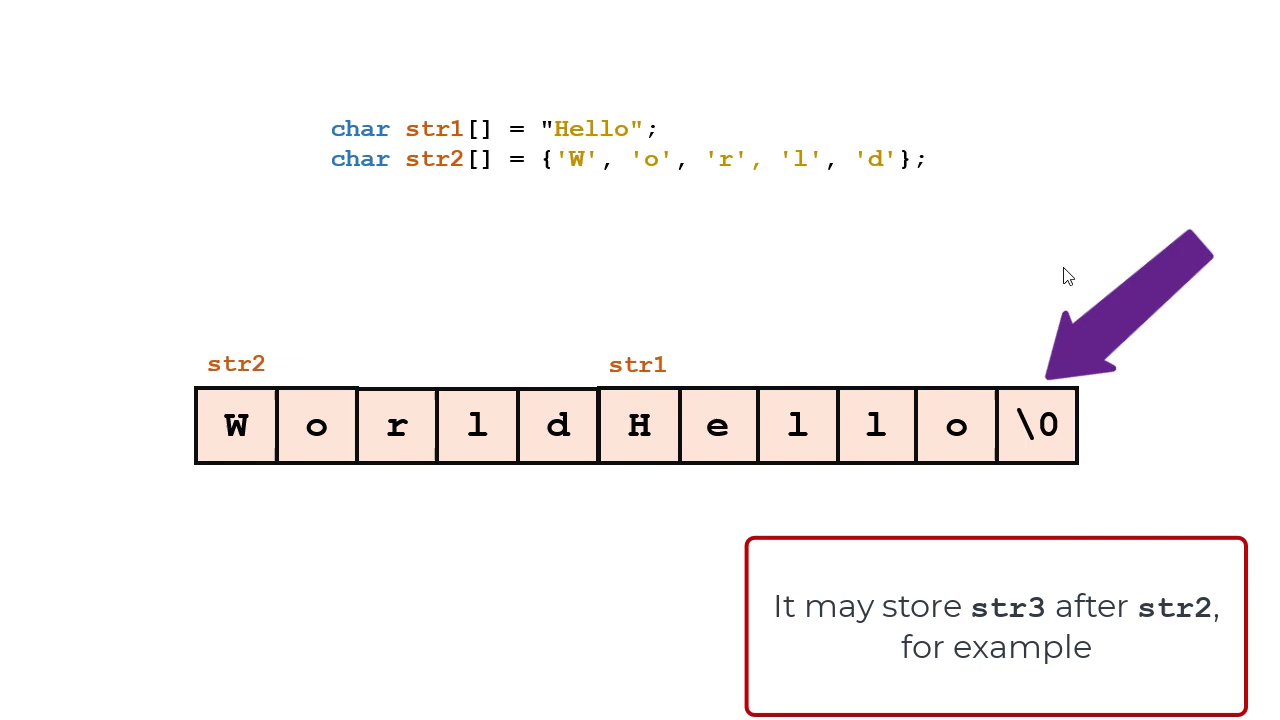 char str1[] = "Hello";
char str2[] = {'W', 'o', 'r', 'l', 'd'};
str2 str1
W o r l d H e l l o \0
It may store str3 after str2,
for example